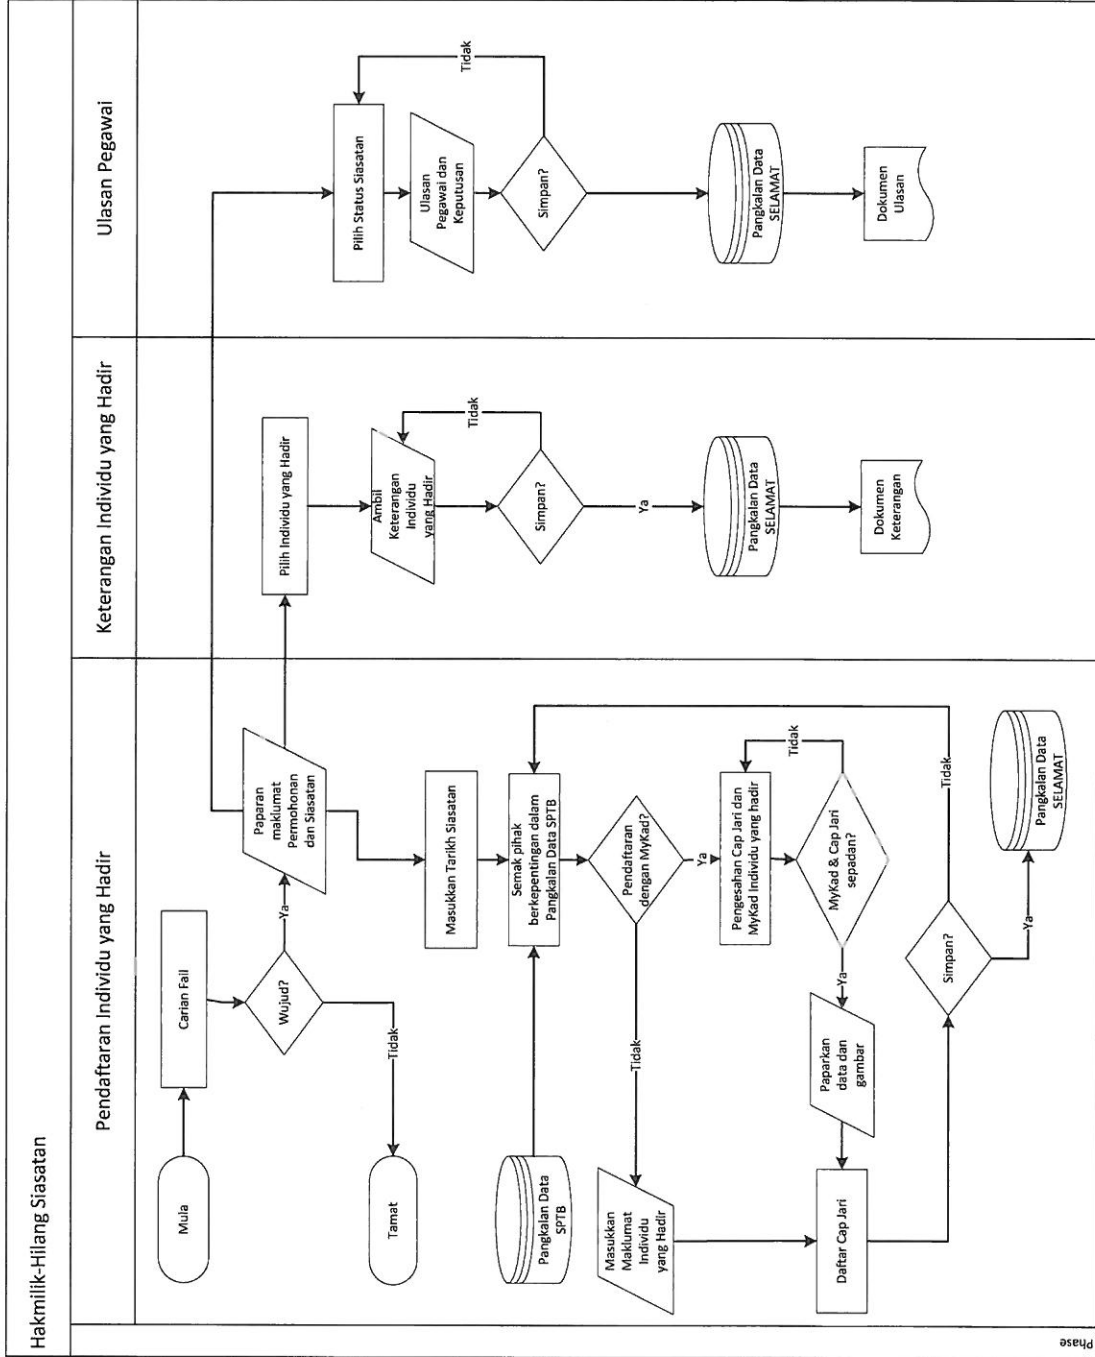 Hakmilik-Hilang Siasatan
Pendaftaran Individu yang Hadir
Keterangan Individu yang Hadir
Ulasan Pegawai
Phase
Mula
Carian Fail
Wujud?
Ya
Tidak
Tamat
Paparan
maklumat
Permohonan
dan Siasatan
Masukkan Tarikh Siasatan
Semak pihak
berkepentingan dalam
Pangkalan Data SPTB
Pangkalan Data
SPTB
Pendaftaran
dengan MyKad?
Ya
Tidak
Pengesahan Cap Jari dan
MyKad Individu yang hadir
MyKad & Cap Jari
sepadan?
Tidak
Ya
Paparkan
data dan
gambar
Masukkan
Maklumat
Individu
yang Hadir
Daftar Cap Jari
Simpan?
Tidak
Ya
Pangkalan Data
SELAMAT
Pilih Individu yang Hadir
Ambil
Keterangan
Individu
yang Hadir
Simpan?
Tidak
Ya
Pangkalan Data
SELAMAT
Dokumen
Keterangan
Pilih Status Siasatan
Ulasan
Pegawai dan
Keputusan
Simpan?
Tidak
Pangkalan Data
SELAMAT
Dokumen
Ulasan